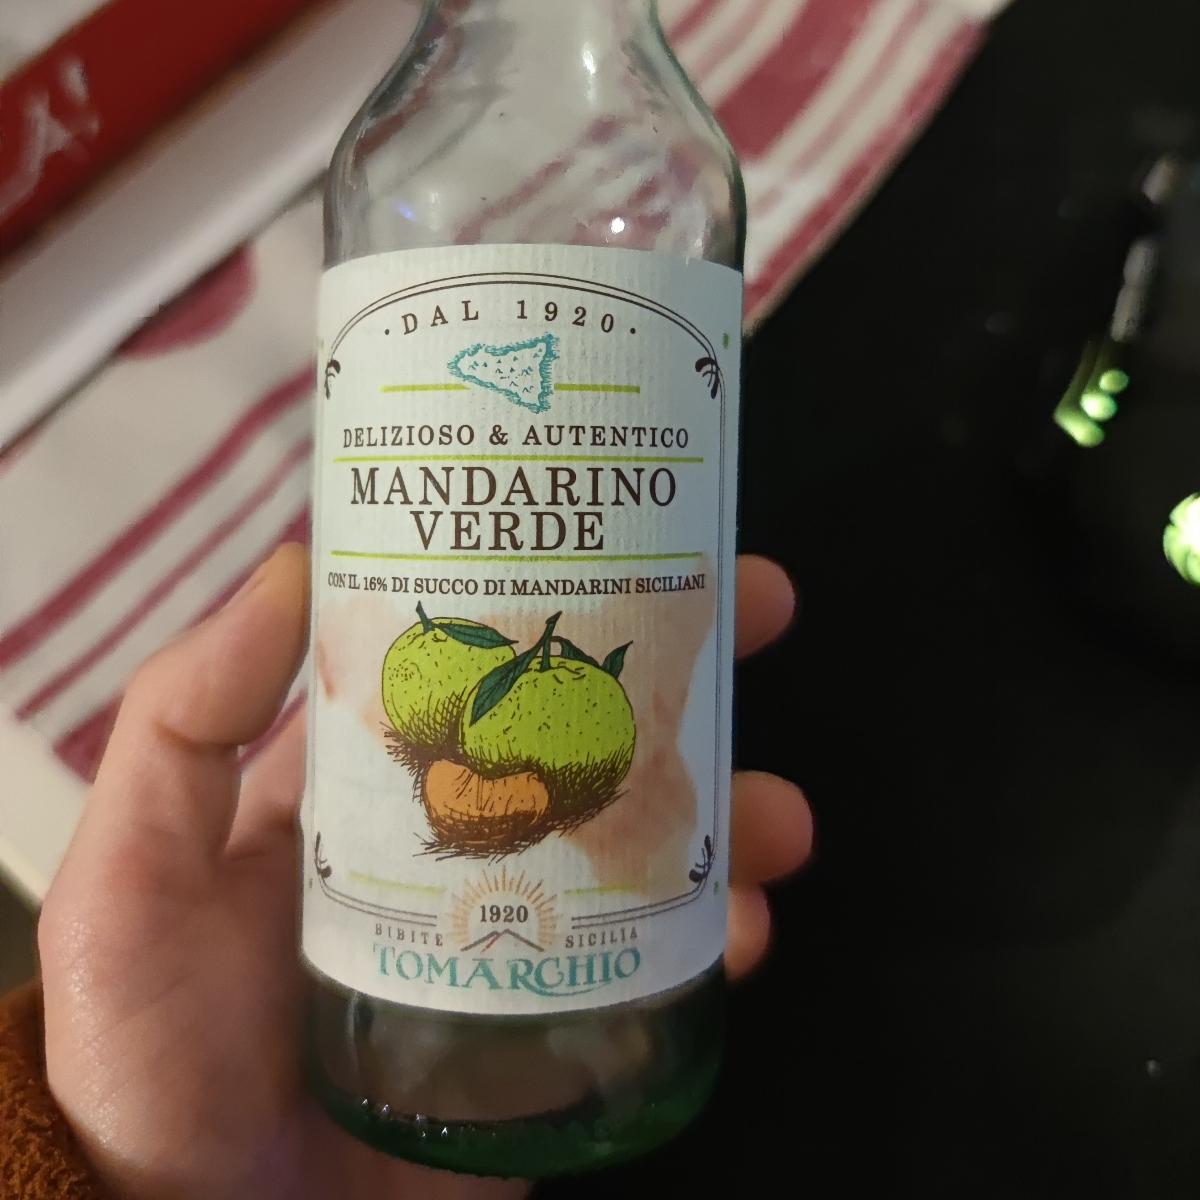 · DAL 1920 ·
DELIZIOSO & AUTENTICO
MANDARINO
VERDE
CON IL 16% DI SUCCO DI MANDARINI SICILIANI
1920
BIBITE SICILIA
TOMARCHIO